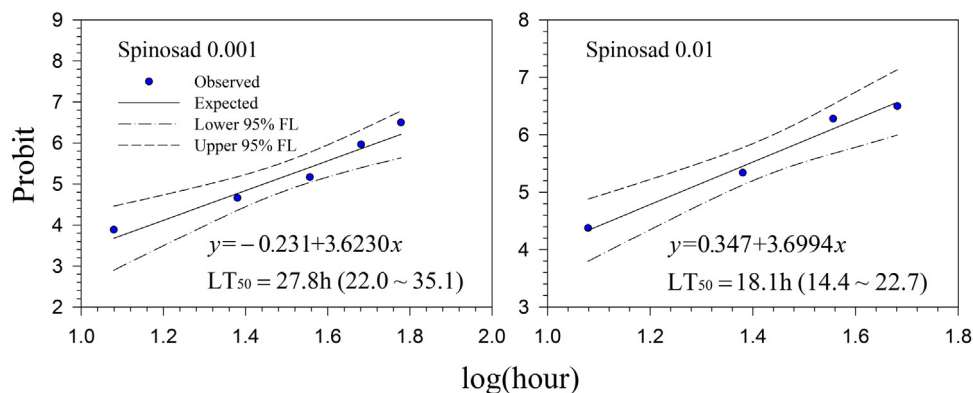 Spinosad 0.001
Observed
Expected
Lower 95% FL
Upper 95% FL
y=−0.231+3.6230x
LT50 = 27.8h (22.0 ~ 35.1)
9
8
7
6
5
4
3
2
1.0
1.2
1.4
1.6
1.8
2.0
Probit
Spinosad 0.01
y=0.347+3.6994x
LT50 = 18.1h (14.4 ~ 22.7)
8
7
6
5
4
3
1.0
1.2
1.4
1.6
1.8
log(hour)